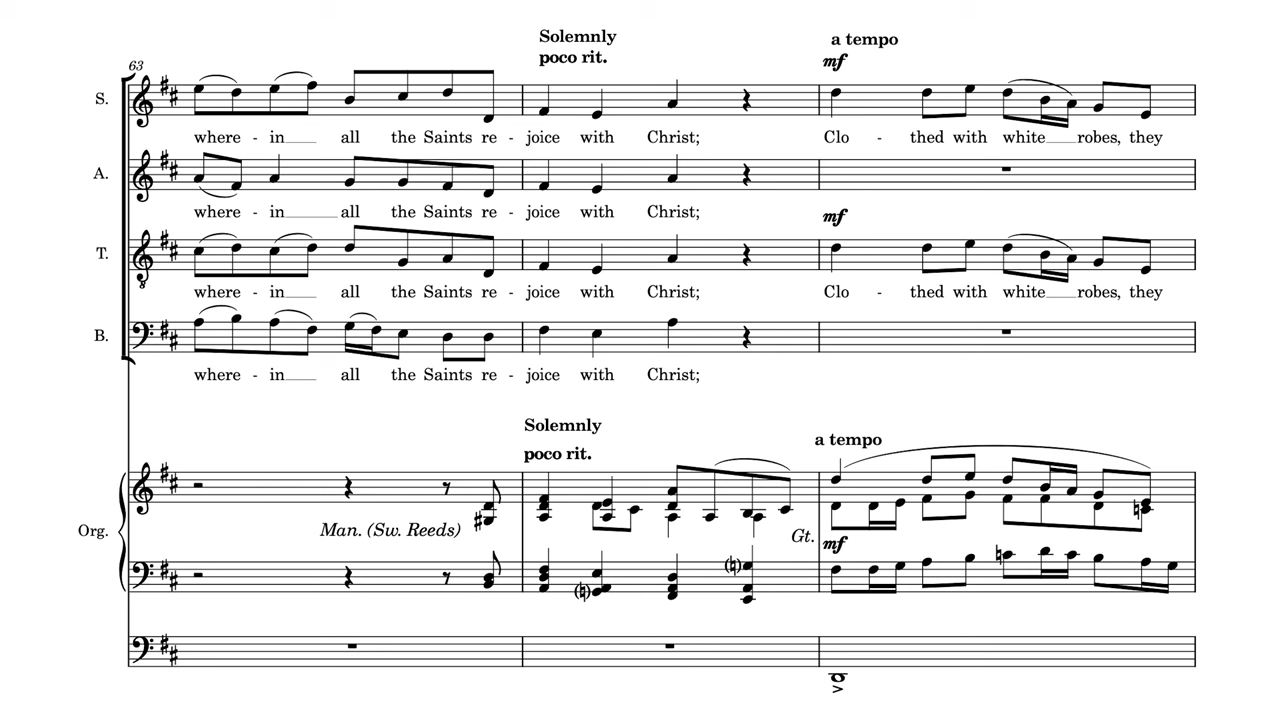 Solemnly
poco rit.
a tempo
mf
63
S.
where - in all the Saints re - joice with Christ; Clo - thed with white robes, they
A.
where - in all the Saints re - joice with Christ;
mf
T.
where - in all the Saints re - joice with Christ; Clo - thed with white robes, they
B.
where - in all the Saints re - joice with Christ;
Solemnly
poco rit.
a tempo
Org.
Man. (Sw. Reeds)
Gt.
mf